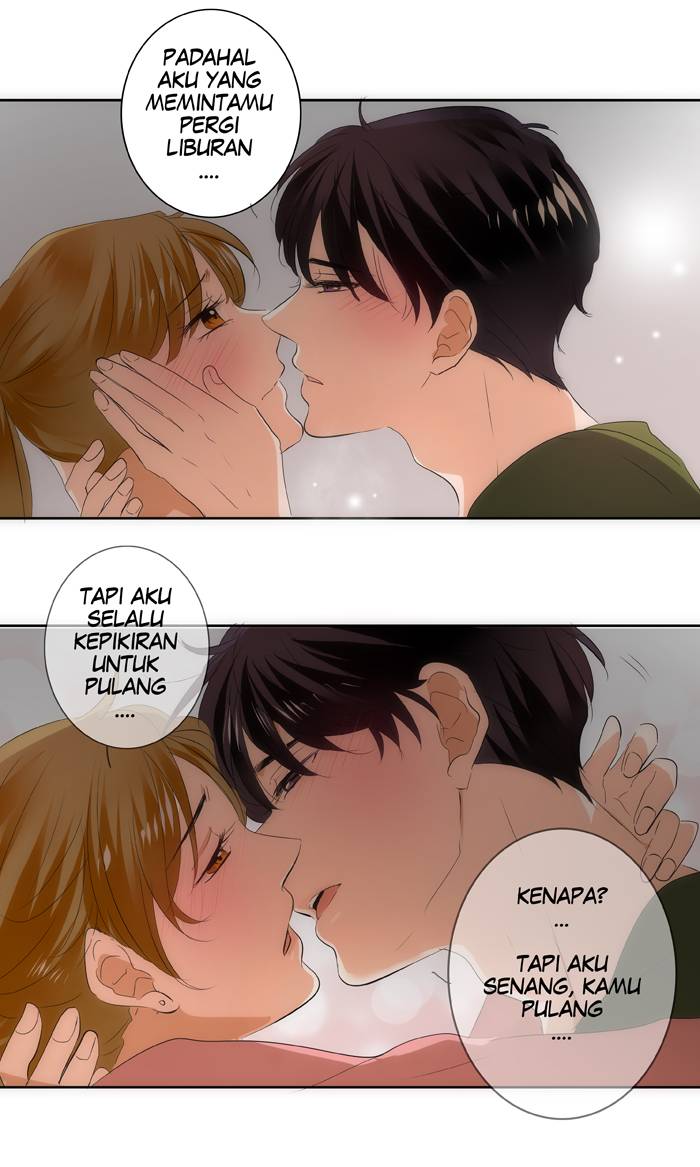 PADAHAL
AKU YANG
MEMINTAMU
PERGI
LIBURAN
....
TAPI AKU
SELALU
KEPIKIRAN
UNTUK
PULANG
....
KENAPA?
...
TAPI AKU
SENANG, KAMU
PULANG
....